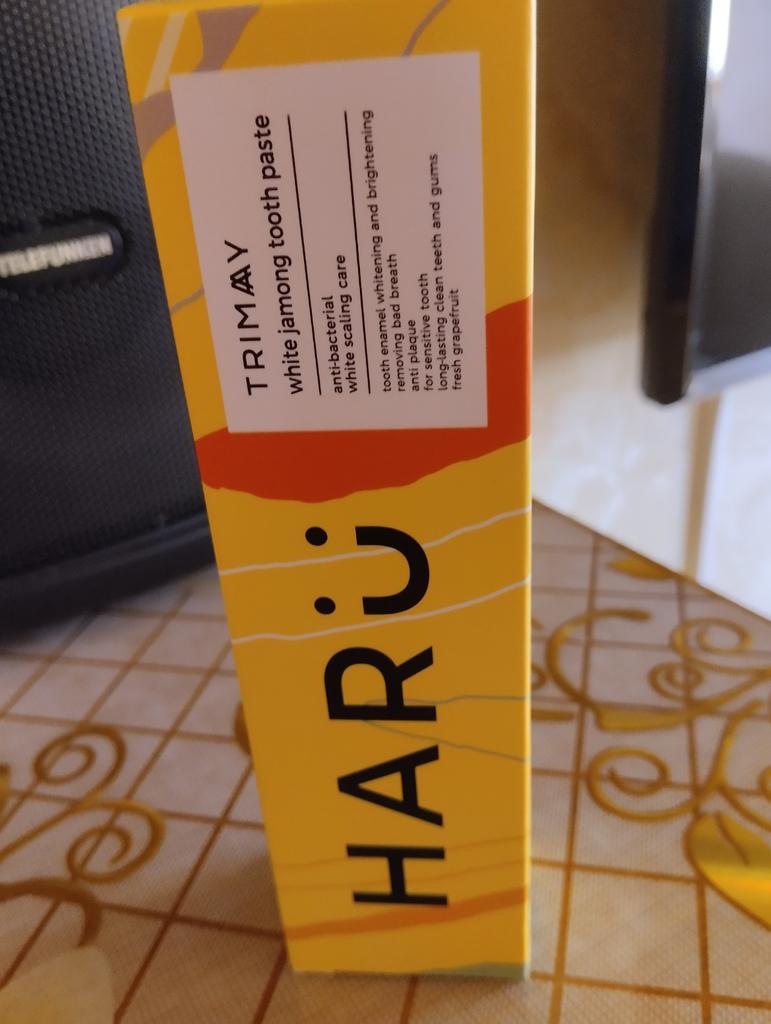 TRIMAY
white jamong tooth paste
anti-bacterial
white scaling care
tooth enamel whitening and brightening
removing bad breath
anti plaque
for sensitive tooth
long-lasting clean teeth and gums
fresh grapefruit
HARÜ
TELEFUNKEN